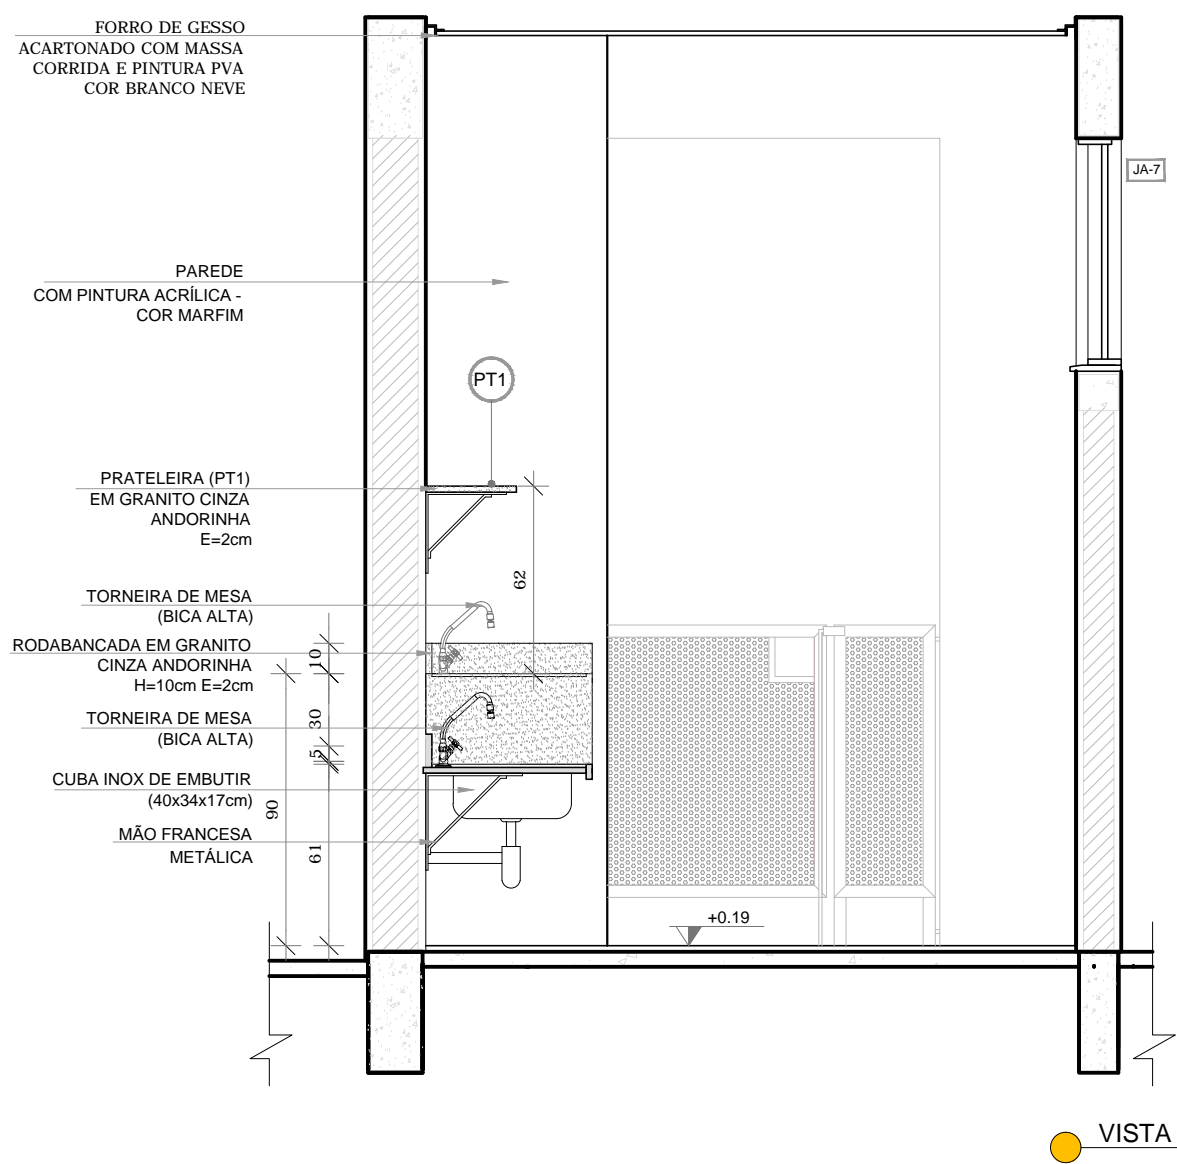 FORRO DE GESSO
ACARTONADO COM MASSA
CORRIDA E PINTURA PVA
COR BRANCO NEVE
JA-7
PAREDE
COM PINTURA ACRÍLICA -
COR MARFIM
PT1
PRATELEIRA (PT1)
EM GRANITO CINZA
ANDORINHA
E=2cm
62
TORNEIRA DE MESA
(BICA ALTA)
RODABANCADA EM GRANITO
CINZA ANDORINHA
H=10cm E=2cm
10
TORNEIRA DE MESA
(BICA ALTA)
30
5
CUBA INOX DE EMBUTIR
(40x34x17cm)
90
MÃO FRANCESA
METÁLICA
61
+0.19
VISTA